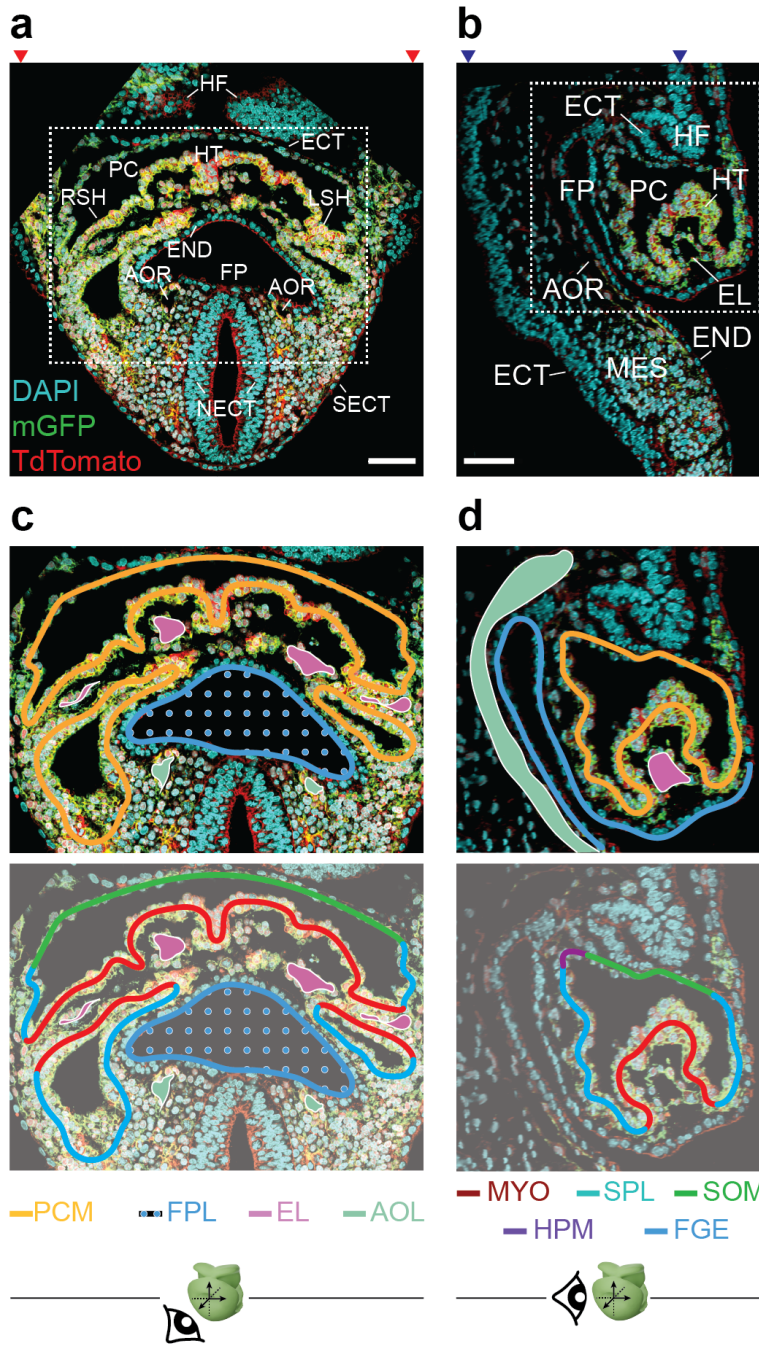 a
b
HF
ECT
HT
PC
RSH
LSH
END
FP
AOR
AOR
NECT
SECT
DAPI
mGFP
TdTomato
ECT
HF
FP
PC
HT
AOR
EL
END
ECT
MES
c
d
PCM FPL EL AOL
MYO SPL SOM
HPM FGE